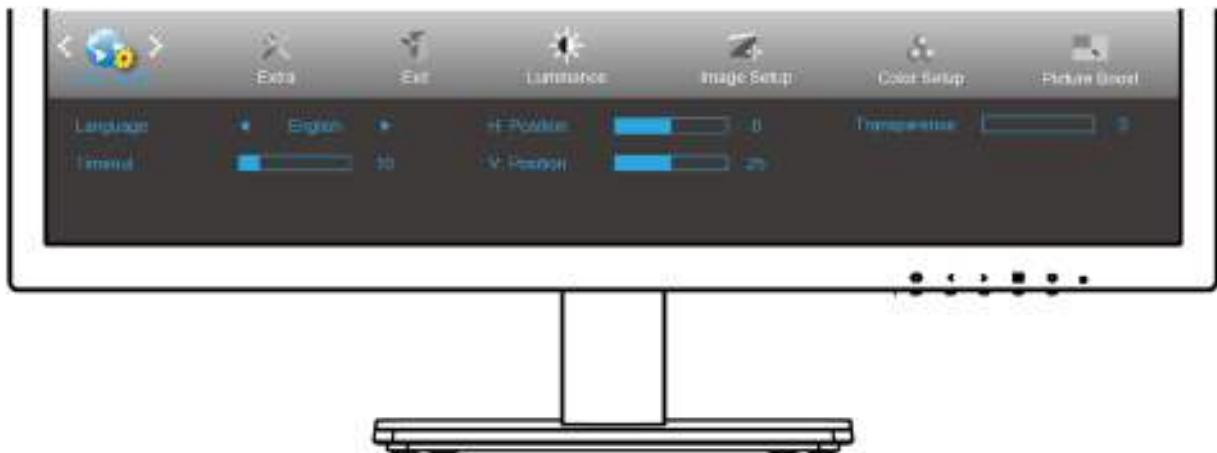 Extra Exit Luminance Image Setup Color Setup Picture Boost
Language English H. Position 0 Transparence
Timeout 10 V. Position 25